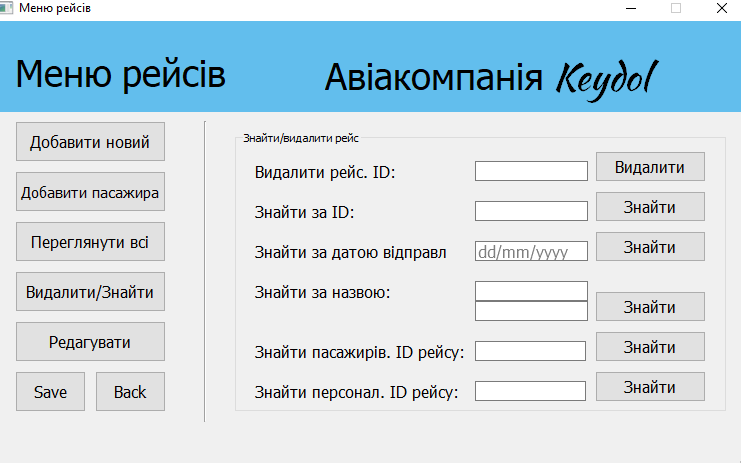 Меню рейсів
Меню рейсів
Авіакомпанія Keydol
Добавити новий
Добавити пасажира
Переглянути всі
Видалити/Знайти
Редагувати
Save
Back
Знайти/видалити рейс
Видалити рейс. ID:
Видалити
Знайти за ID:
Знайти
Знайти за датою відправл
dd/mm/yyyy
Знайти
Знайти за назвою:
Знайти
Знайти пасажирів. ID рейсу:
Знайти
Знайти персонал. ID рейсу:
Знайти